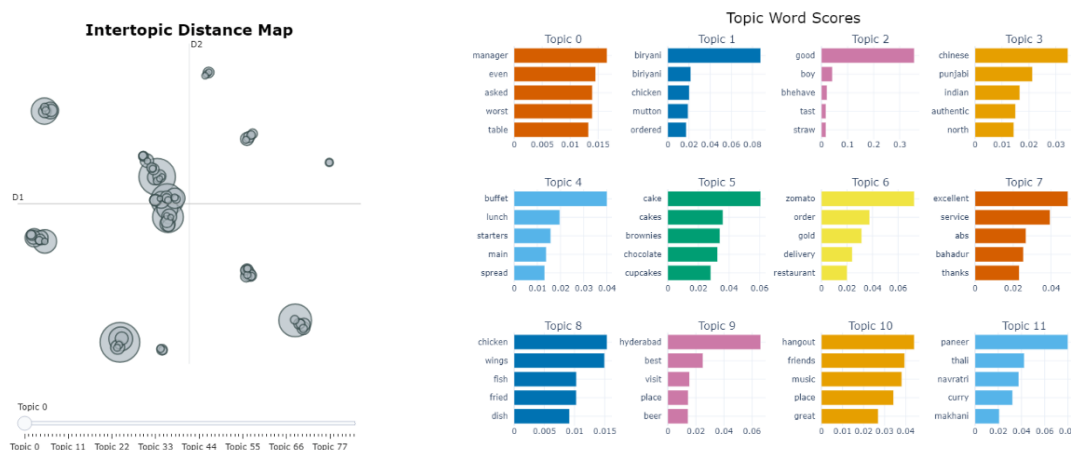 Intertopic Distance Map
D2
D1
Topic 0
Topic 0 Topic 11 Topic 22 Topic 33 Topic 44 Topic 55 Topic 66 Topic 77
Topic Word Scores
Topic 0 Topic 1 Topic 2 Topic 3
manager biryani good chinese
even biriyani boy punjabi
asked chicken bhehave indian
worst mutton tast authentic
table ordered straw north
0 0.005 0.01 0.015 0 0.02 0.04 0.06 0.08 0 0.1 0.2 0.3 0 0.01 0.02 0.03
Topic 4 Topic 5 Topic 6 Topic 7
buffet cake zomato excellent
lunch cakes order service
starters brownies gold abs
main chocolate delivery bahadur
spread cupcakes restaurant thanks
0 0.01 0.02 0.03 0.04 0 0.02 0.04 0.06 0 0.02 0.04 0.06 0 0.02 0.04
Topic 8 Topic 9 Topic 10 Topic 11
chicken hyderabad hangout paneer
wings best friends thali
fish visit music navratri
fried place place curry
dish beer great makhani
0 0.005 0.01 0.015 0 0.02 0.04 0.06 0 0.01 0.02 0.03 0.04 0 0.02 0.04 0.06